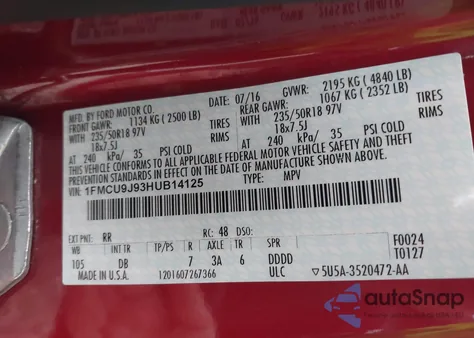 MFD. BY FORD MOTOR CO.
07/16 GVWR: 2195 KG ( 4840 LB)
FRONT GAWR: 1134 KG ( 2500 LB)
REAR GAWR: 1067 KG ( 2352 LB)
WITH 235/50R18 97V TIRES
WITH 235/50R18 97V TIRES
18x7.5J RIMS
18x7.5J RIMS
AT 240 kPa/ 35 PSI COLD
AT 240 kPa/ 35 PSI COLD
THIS VEHICLE CONFORMS TO ALL APPLICABLE FEDERAL MOTOR VEHICLE SAFETY AND THEFT
PREVENTION STANDARDS IN EFFECT ON THE DATE OF MANUFACTURE SHOWN ABOVE.
VIN: 1FMCU9J93HUB14125
TYPE: MPV
EXT PNT: RR RC: 48 DSO:
F0024
T0127
WB INT TR TP/PS R AXLE TR SPR
105 DB 7 3A 6 DDDD
MADE IN U.S.A. 1201607267366 ULC 5U5A-3520472-AA
autoSnap